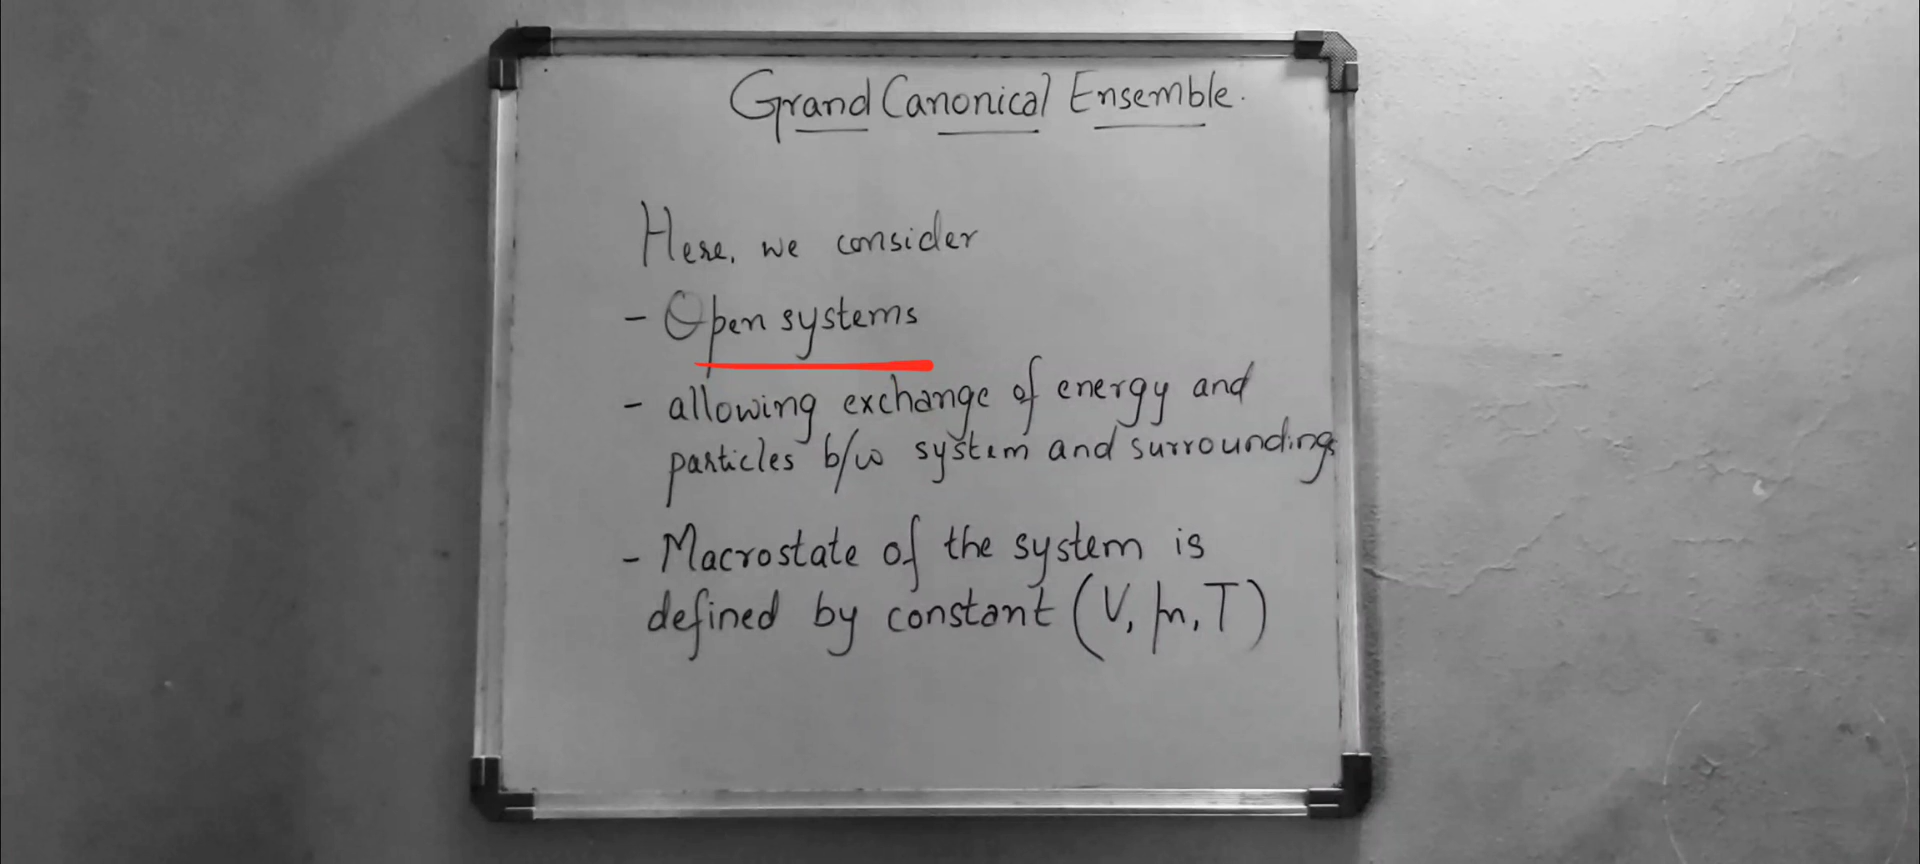 Grand Canonical Ensemble.
Here, we consider
- Open systems
- allowing exchange of energy and
particles b/w system and surroundings
- Macrostate of the system is
defined by constant (V, μ, T)